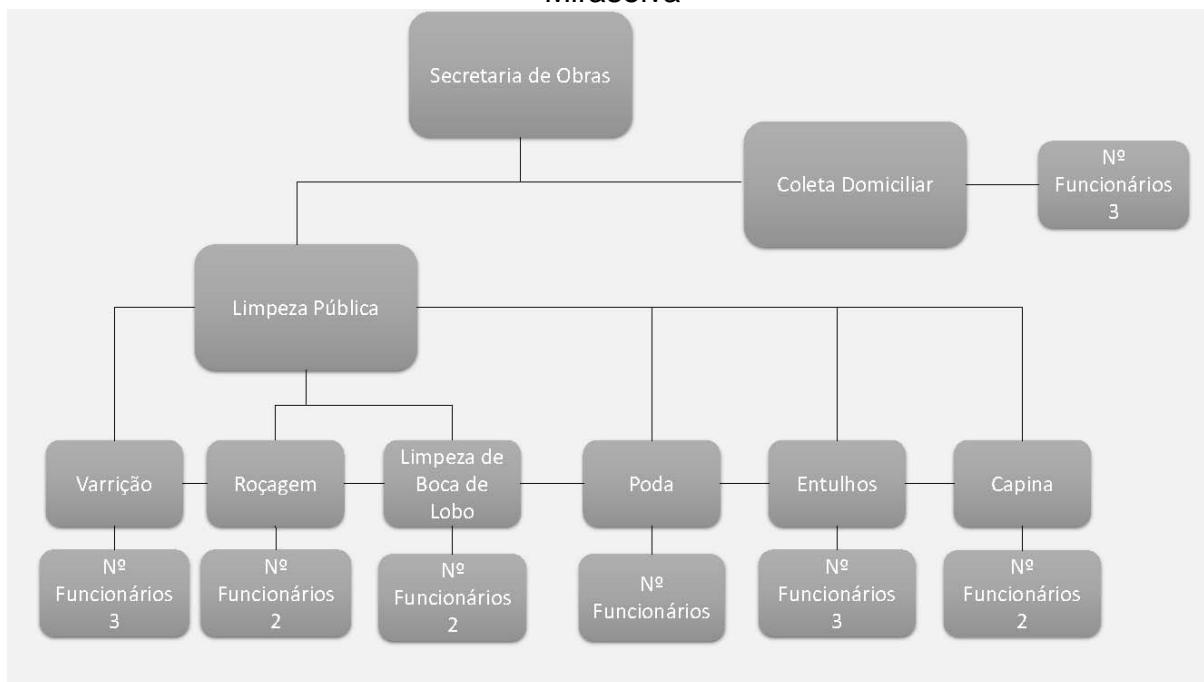 Miraselva
Secretaria de Obras
Coleta Domiciliar
Nº
Funcionários
3
Limpeza Pública
Varrição
Roçagem
Limpeza de
Boca de
Lobo
Poda
Entulhos
Capina
Nº
Funcionários
3
Nº
Funcionários
2
Nº
Funcionários
2
Nº
Funcionários
Nº
Funcionários
3
Nº
Funcionários
2